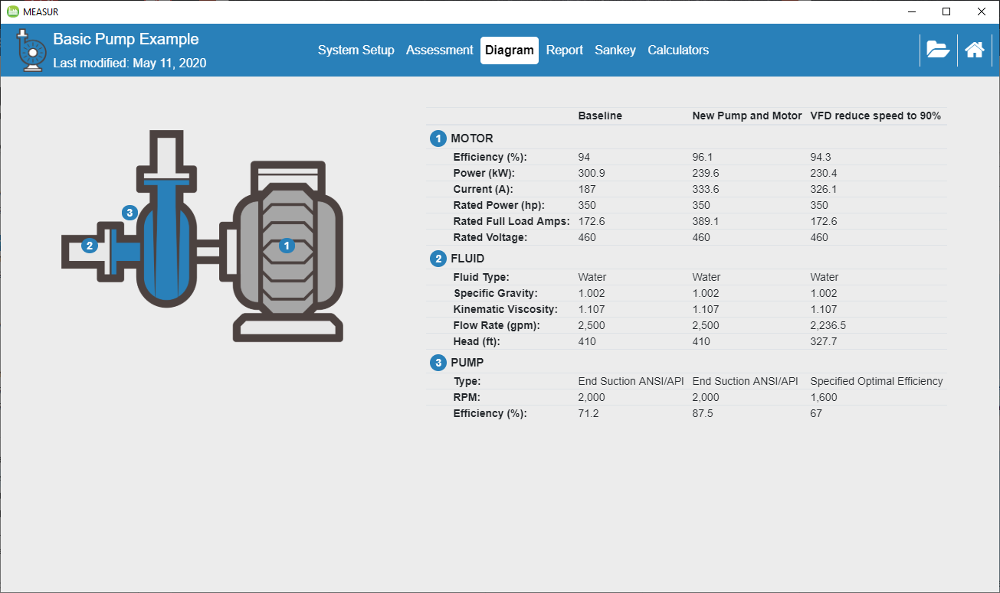 MEASUR
Basic Pump Example
Last modified: May 11, 2020
System Setup Assessment Diagram Report Sankey Calculators
Baseline New Pump and Motor VFD reduce speed to 90%
1 MOTOR
Efficiency (%): 94 96.1 94.3
Power (kW): 300.9 239.6 230.4
Current (A): 187 333.6 326.1
Rated Power (hp): 350 350 350
Rated Full Load Amps: 172.6 389.1 172.6
Rated Voltage: 460 460 460
2 FLUID
Fluid Type: Water Water Water
Specific Gravity: 1.002 1.002 1.002
Kinematic Viscosity: 1.107 1.107 1.107
Flow Rate (gpm): 2,500 2,500 2,236.5
Head (ft): 410 410 327.7
3 PUMP
Type: End Suction ANSI/API End Suction ANSI/API Specified Optimal Efficiency
RPM: 2,000 2,000 1,600
Efficiency (%): 71.2 87.5 67
3
2
1